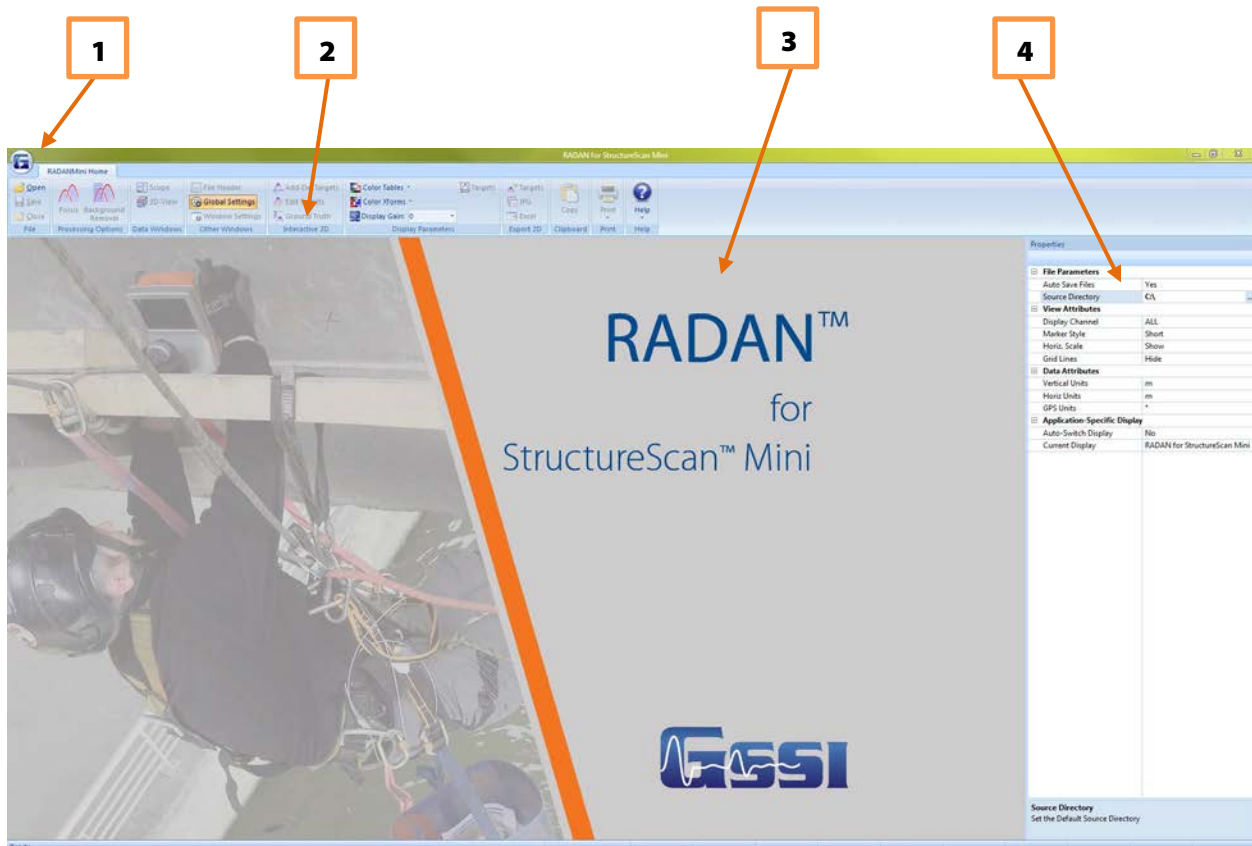 1
2
3
4
RADAN for StructureScan Mini
RADANMini Home
Open
Save
Close
File
Focus
Background
Removal
Processing Options
Scope
3D-View
Data Windows
File Header
Global Settings
Window Settings
Other Windows
Add-On Targets
Edit
Ground Truth
Interactive 3D
Color Tables
Color Xforms
Display Gain: 0
Display Parameters
Targets
Targets
JPG
Excel
Export 2D
Copy
Clipboard
Print
Print
Help
Help
Properties
File Parameters
Auto Save Files Yes
Source Directory C:\ ...
View Attributes
Display Channel ALL
Marker Style Short
Horiz. Scale Show
Grid Lines Hide
Data Attributes
Vertical Units m
Horiz Units m
GPS Units °
Application-Specific Display
Auto-Switch Display No
Current Display RADAN for StructureScan Mini
RADAN™
for
StructureScan™ Mini
GSSI
Source Directory
Set the Default Source Directory